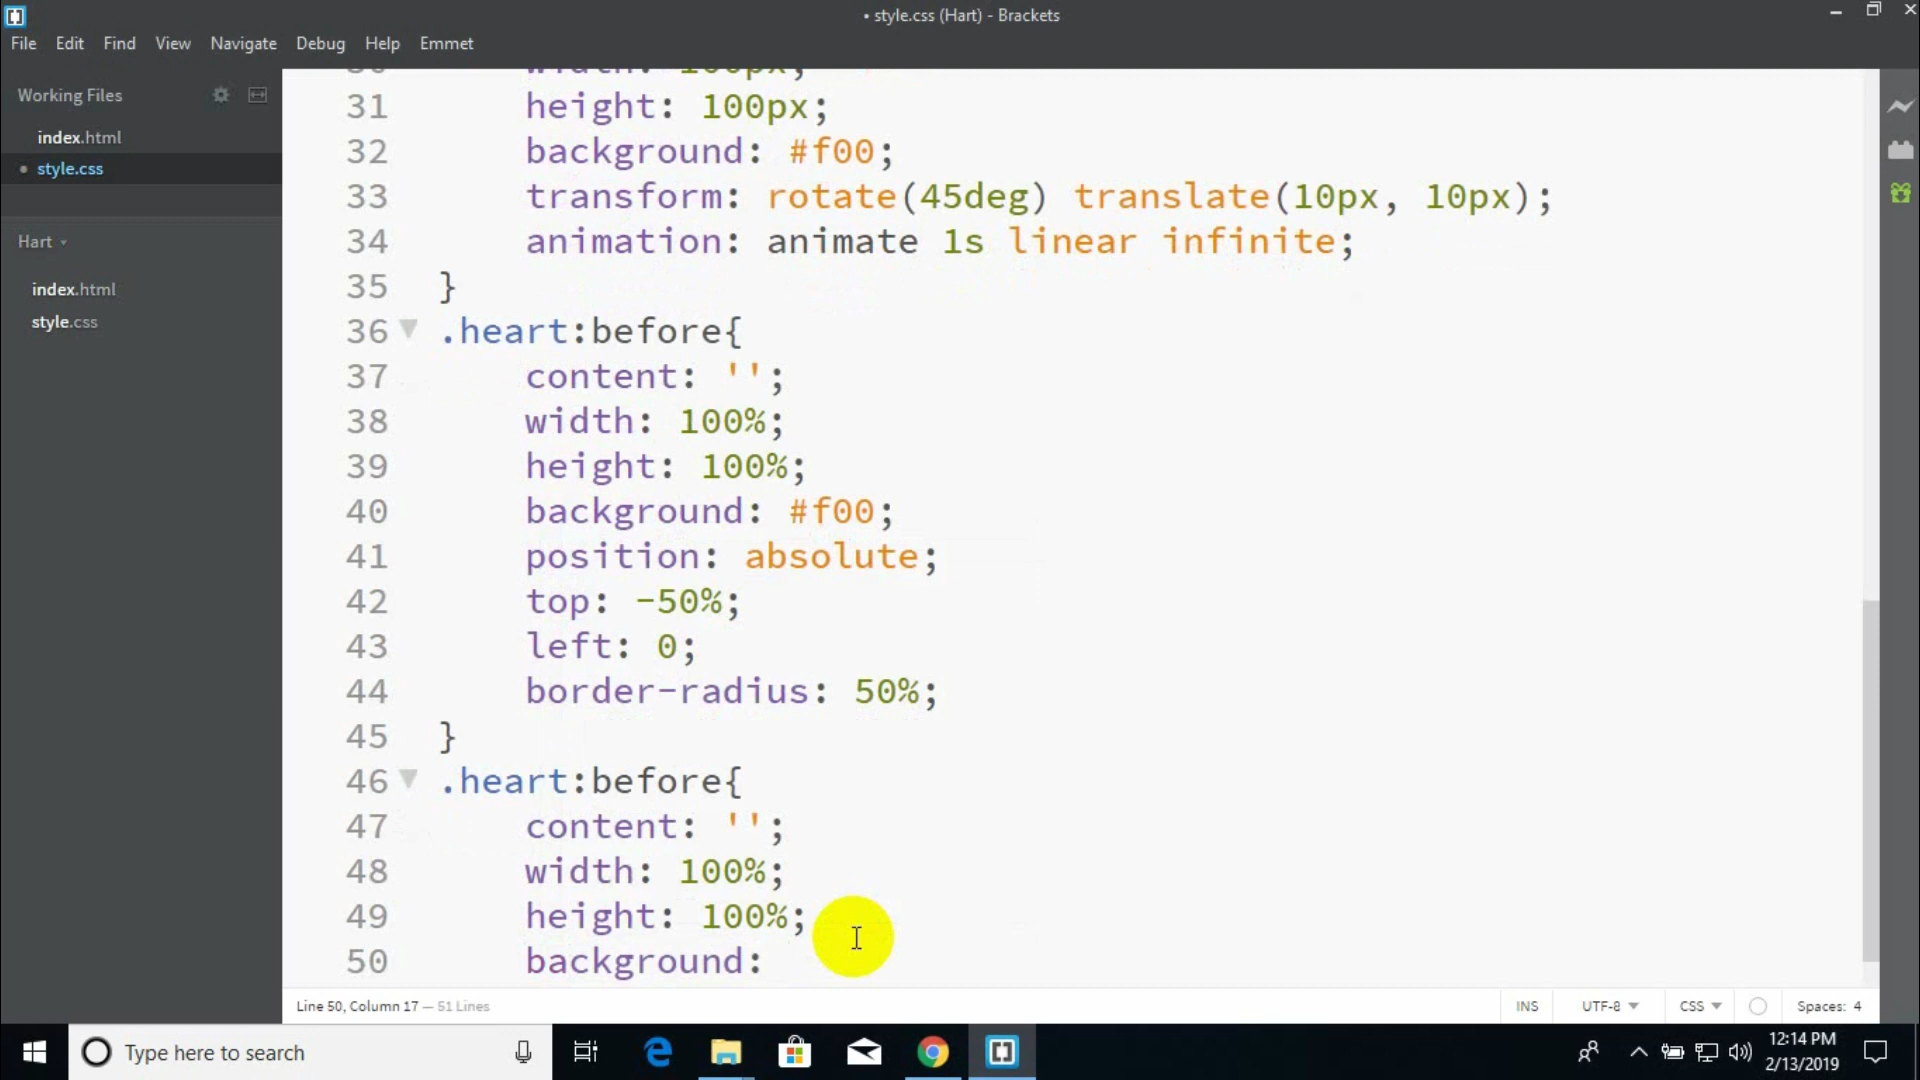 • style.css (Hart) - Brackets
File Edit Find View Navigate Debug Help Emmet
Working Files
index.html
• style.css
Hart
index.html
style.css
30 width: 100px;
31 height: 100px;
32 background: #f00;
33 transform: rotate(45deg) translate(10px, 10px);
34 animation: animate 1s linear infinite;
35 }
36 .heart:before{
37 content: '';
38 width: 100%;
39 height: 100%;
40 background: #f00;
41 position: absolute;
42 top: -50%;
43 left: 0;
44 border-radius: 50%;
45 }
46 .heart:before{
47 content: '';
48 width: 100%;
49 height: 100%;
50 background:
Line 50, Column 17 — 51 Lines
INS UTF-8 CSS Spaces: 4
Type here to search
12:14 PM
2/13/2019